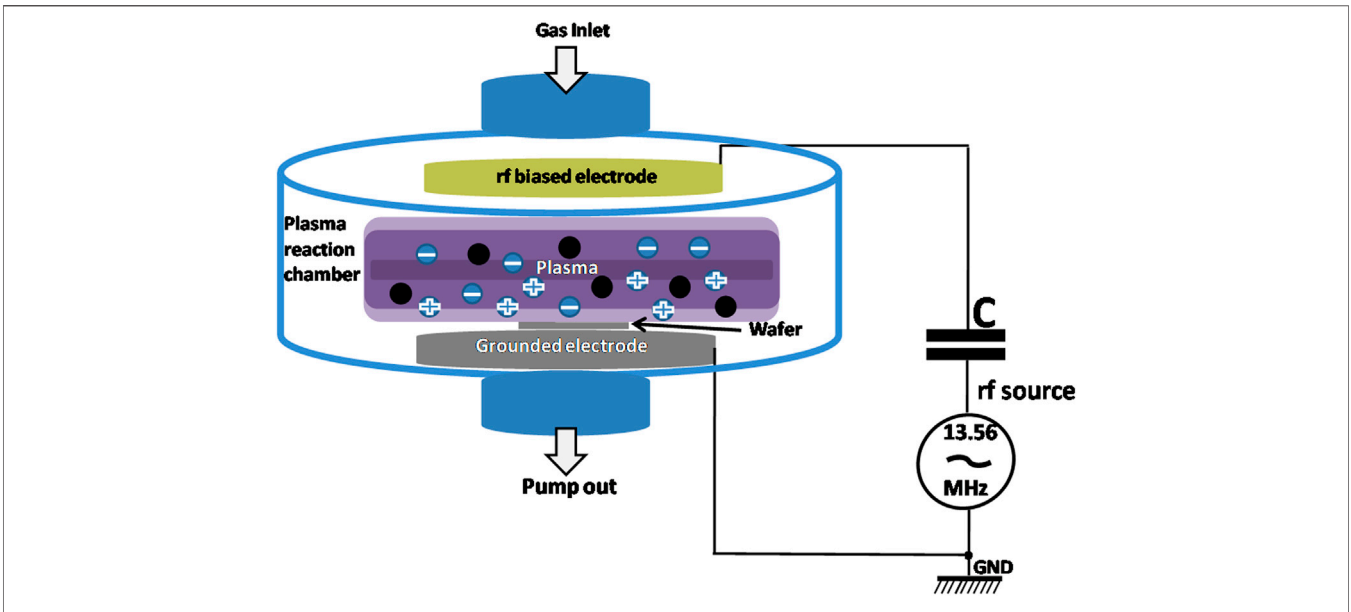 Gas Inlet
rf biased electrode
Plasma
reaction
chamber
Plasma
Wafer
Grounded electrode
Pump out
C
rf source
13.56
MHz
GND